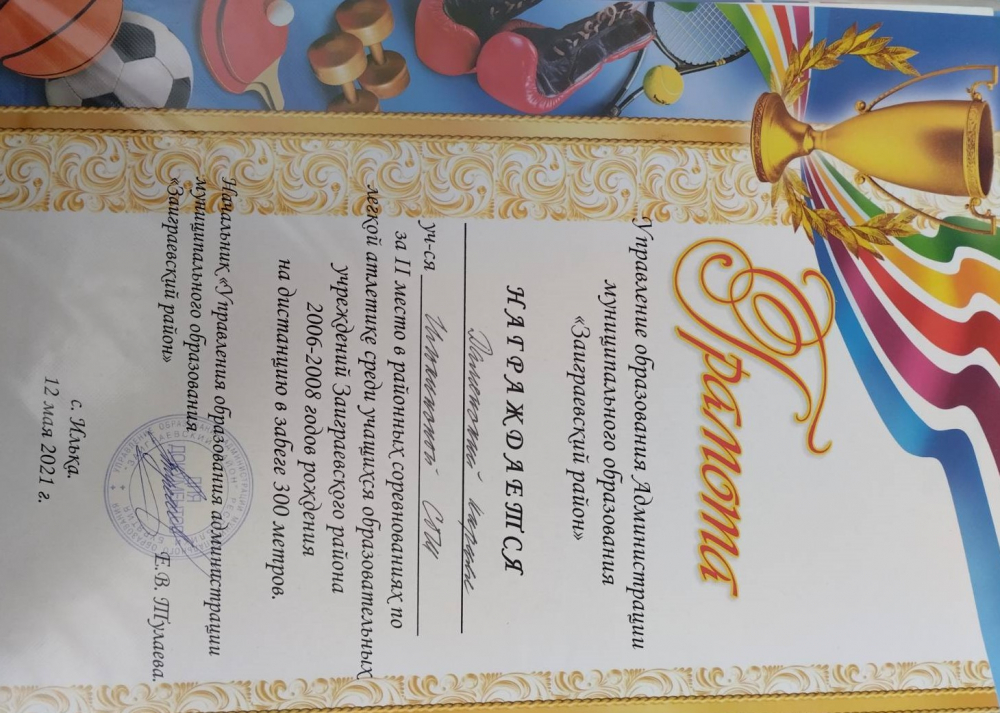 Грамота
Управление образования Администрации
муниципального образования
«Заиграевский район»
НАГРАЖДАЕТСЯ
уч-ся СОШ
за II место в районных соревнованиях по
легкой атлетике среди учащихся образовательных
учреждений Заиграевского района
2006-2008 годов рождения
на дистанцию в забеге 300 метров.
Начальник «Управления образования администрации
муниципального образования
«Заиграевский район»
Е.В. Тулаева.
с. Илька.
12 мая 2021 г.